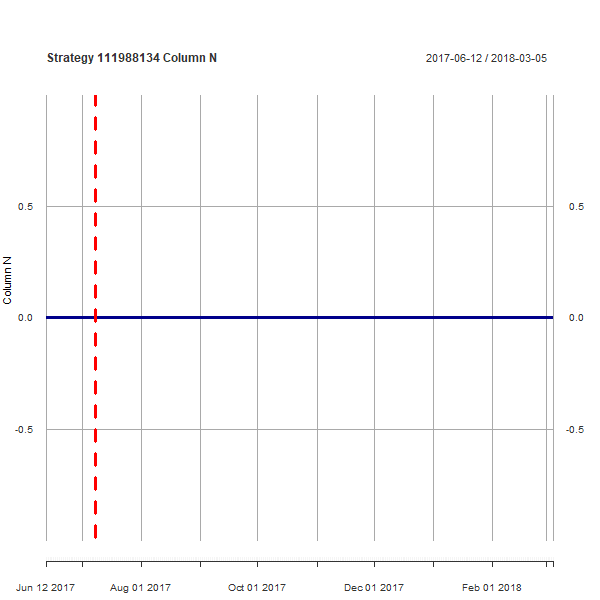 Strategy 111988134 Column N
2017-06-12 / 2018-03-05
0.5
0.5
Column N
0.0
0.0
-0.5
-0.5
Jun 12 2017
Aug 01 2017
Oct 01 2017
Dec 01 2017
Feb 01 2018